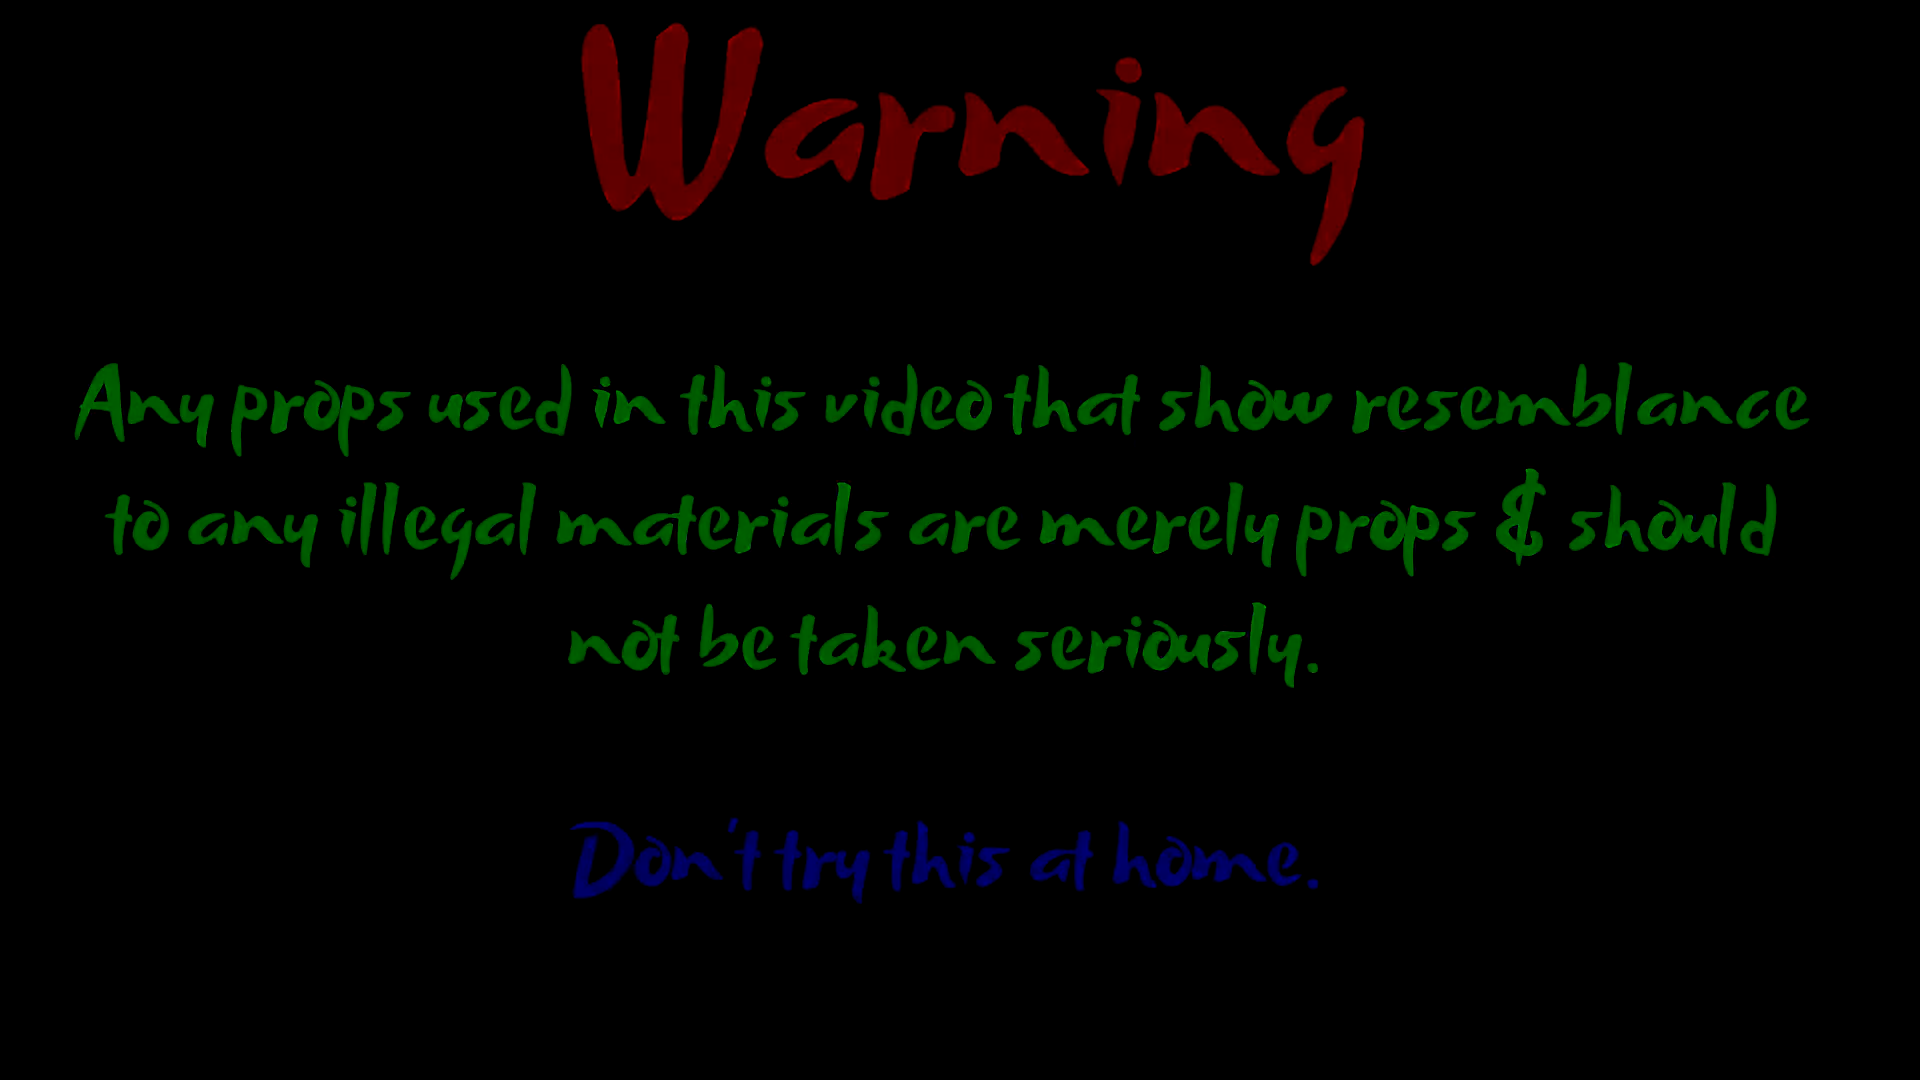 Warning
Any props used in this video that show resemblance
to any illegal materials are merely props & should
not be taken seriously.
Don't try this at home.